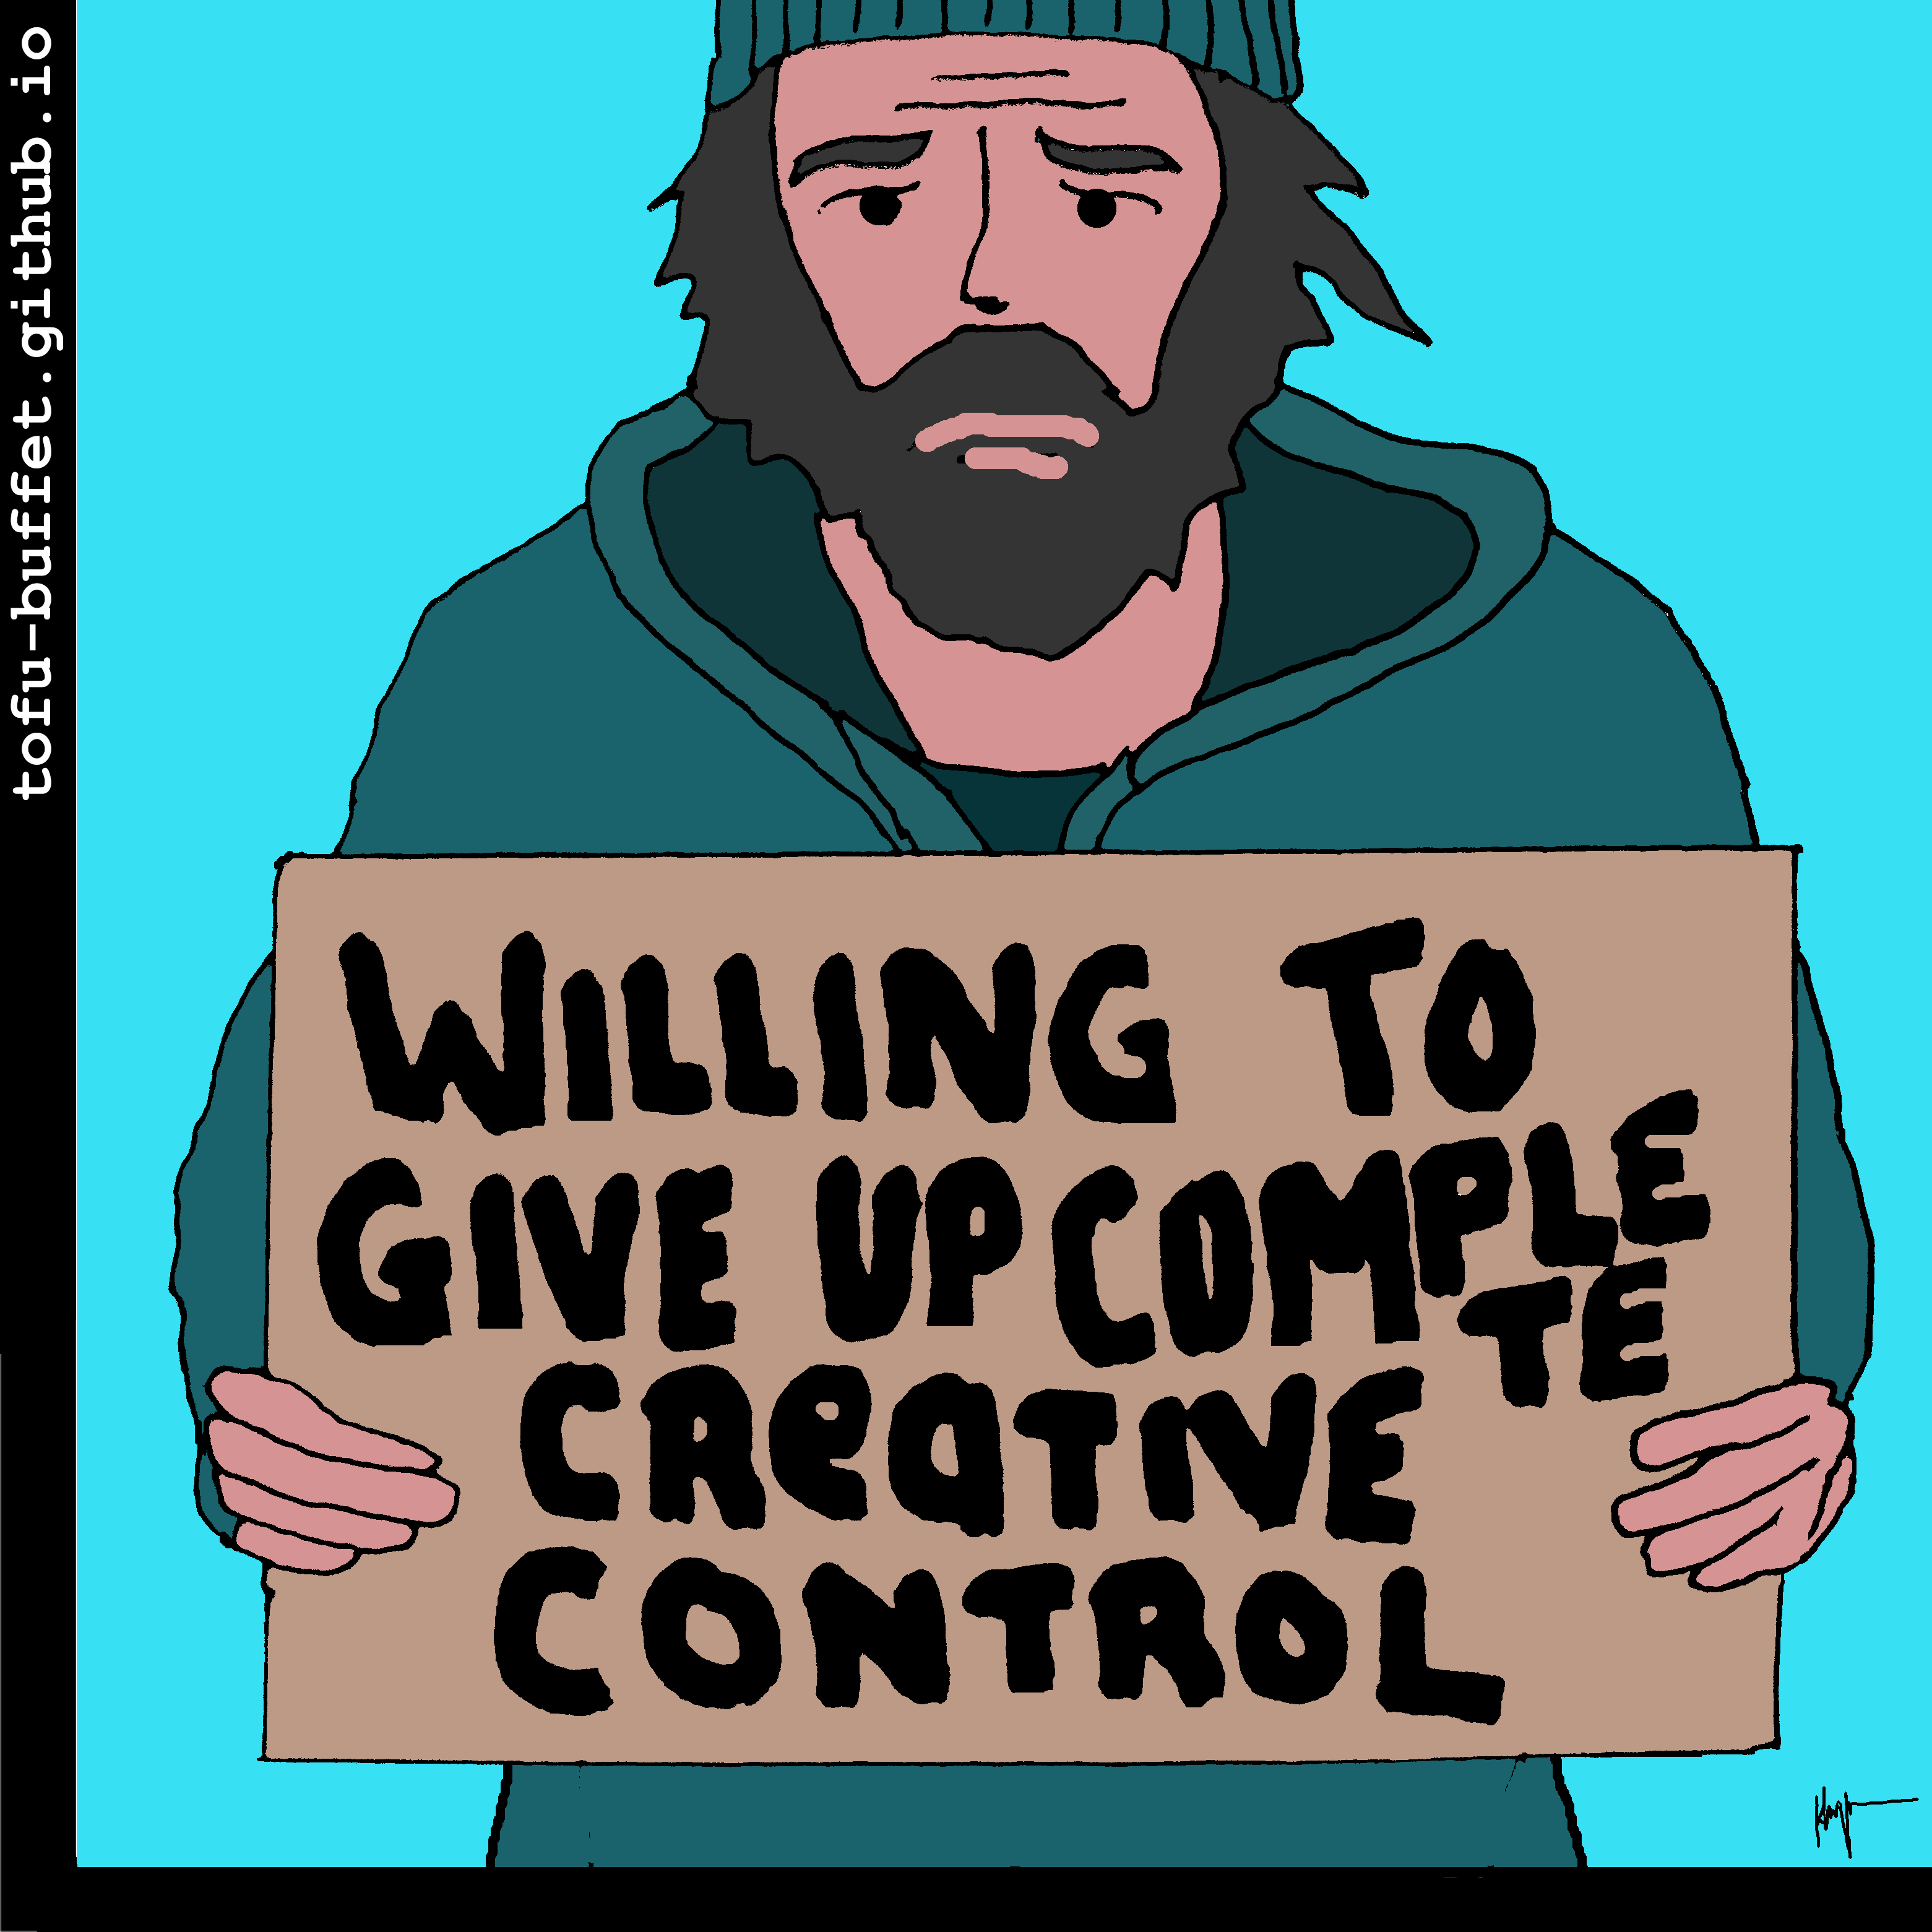 tofu-buffet.github.io
WILLING TO
GIVE UP COMPLE
TE
CReaTIVE
CONTROL